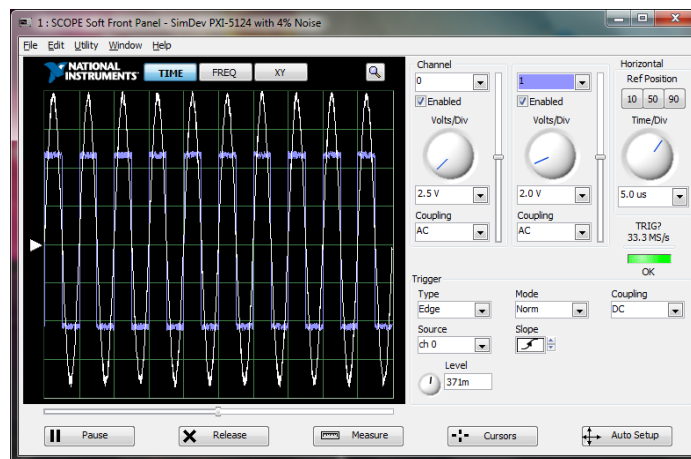 1 : SCOPE Soft Front Panel - SimDev PXI-5124 with 4% Noise
File Edit Utility Window Help
NATIONAL
INSTRUMENTS
TIME FREQ XY
Channel
0
Enabled
Volts/Div
2.5 V
Coupling
AC
1
Enabled
Volts/Div
2.0 V
Coupling
AC
Horizontal
Ref Position
10 50 90
Time/Div
5.0 us
TRIG?
33.3 MS/s
OK
Trigger
Type
Edge
Mode
Norm
Coupling
DC
Source
ch 0
Slope
Level
371m
Pause Release Measure Cursors Auto Setup